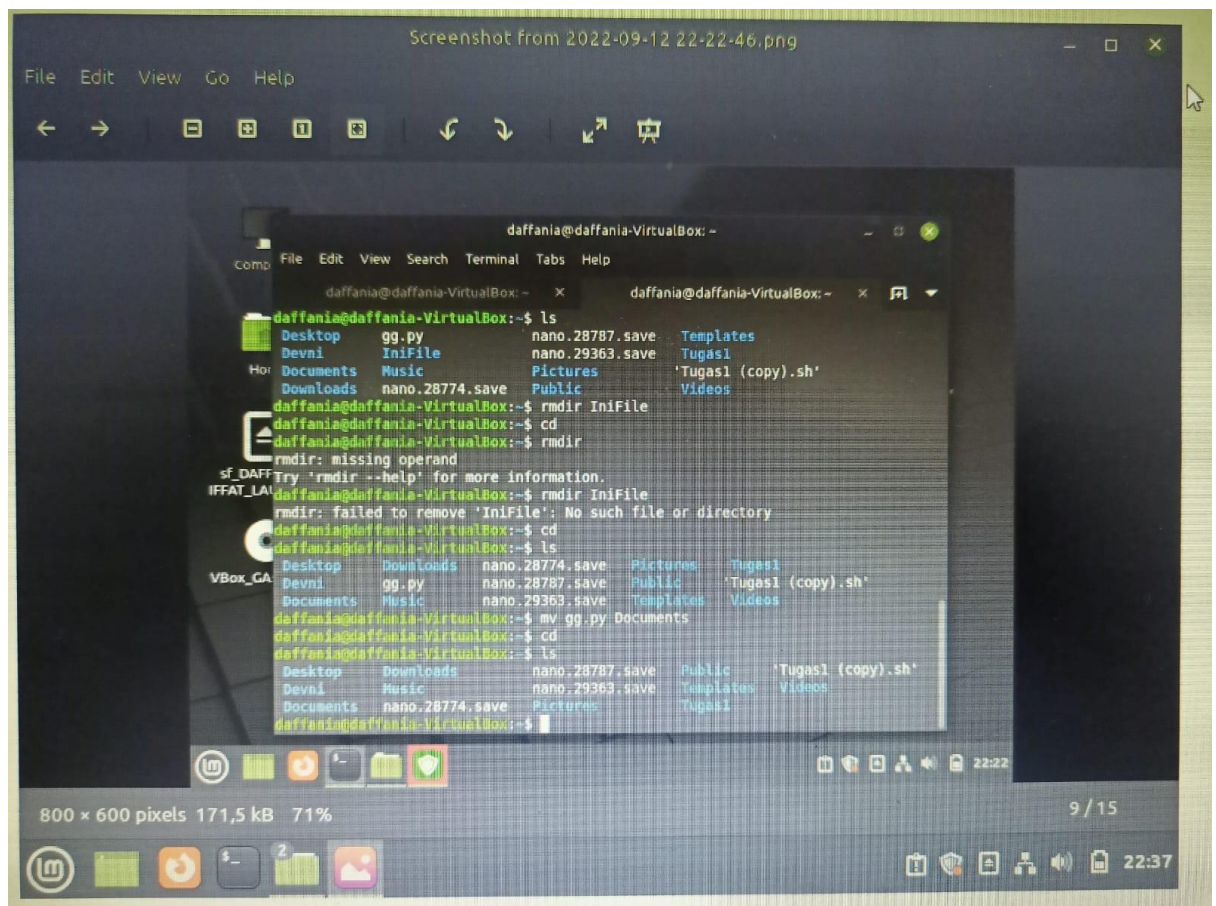 Screenshot from 2022-09-12 22-22-46.png
File Edit View Go Help
daffania@daffania-VirtualBox: ~
File Edit View Search Terminal Tabs Help
daffania@daffania-VirtualBox: ~ × daffania@daffania-VirtualBox: ~ ×
daffania@daffania-VirtualBox:~$ ls
Desktop gg.py nano.28787.save Templates
Devni IniFile nano.29363.save Tugas1
Documents Music Pictures 'Tugas1 (copy).sh'
Downloads nano.28774.save Public Videos
daffania@daffania-VirtualBox:~$ rmdir IniFile
daffania@daffania-VirtualBox:~$ cd
daffania@daffania-VirtualBox:~$ rmdir
rmdir: missing operand
Try 'rmdir --help' for more information.
daffania@daffania-VirtualBox:~$ rmdir IniFile
rmdir: failed to remove 'IniFile': No such file or directory
daffania@daffania-VirtualBox:~$ cd
daffania@daffania-VirtualBox:~$ ls
Desktop Downloads nano.28774.save Pictures Tugas1
Devni gg.py nano.28787.save Public 'Tugas1 (copy).sh'
Documents Music nano.29363.save Templates Videos
daffania@daffania-VirtualBox:~$ mv gg.py Documents
daffania@daffania-VirtualBox:~$ cd
daffania@daffania-VirtualBox:~$ ls
Desktop Downloads nano.28787.save Public 'Tugas1 (copy).sh'
Devni Music nano.29363.save Templates Videos
Documents nano.28774.save Pictures Tugas1
daffania@daffania-VirtualBox:~$
Comp
Ho
sf_DAFF
IFFAT_LAU
VBox_GA
22:22
800 × 600 pixels 171,5 kB 71%
9 / 15
2
22:37